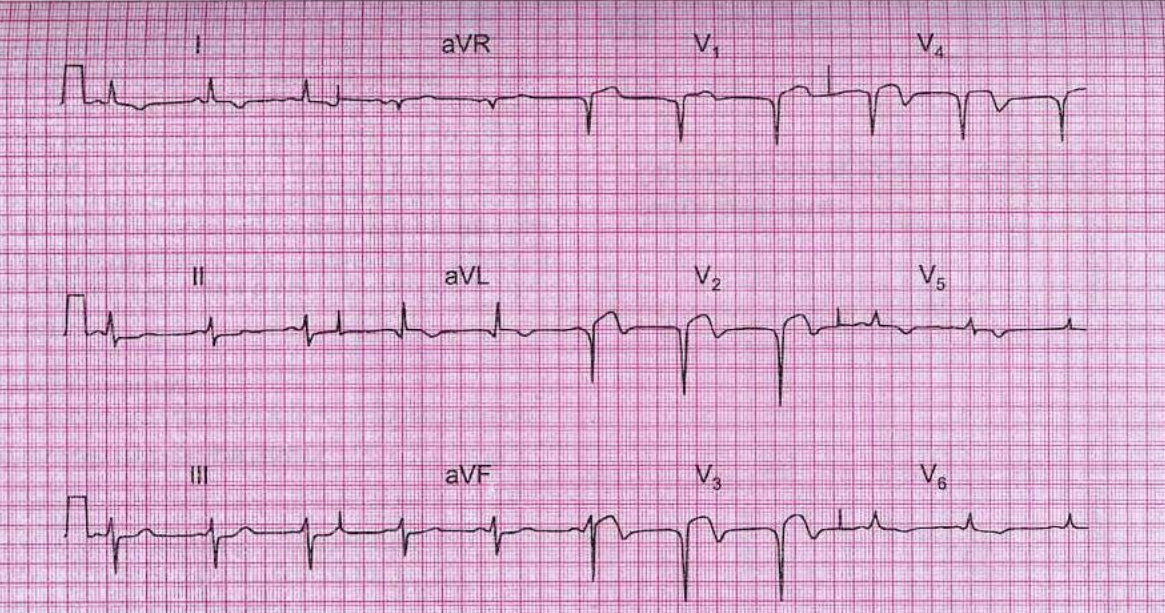 I aVR V₁ V₄
II aVL V₂ V₅
III aVF V₃ V₆